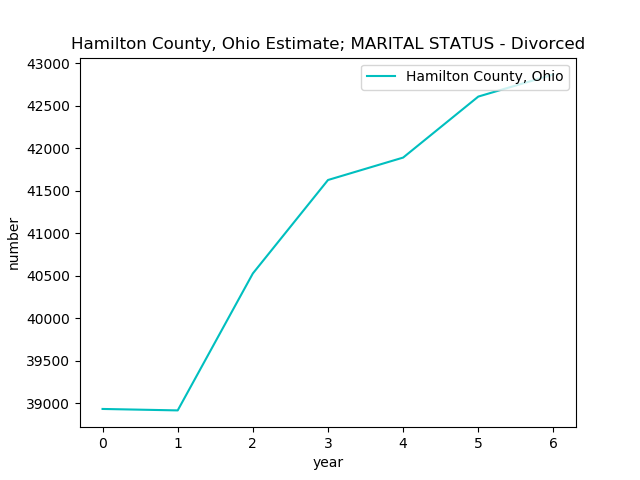 Hamilton County, Ohio Estimate; MARITAL STATUS - Divorced
43000
Hamilton County, Ohio
42500
42000
41500
41000
number
40500
40000
39500
39000
0 1 2 3 4 5 6
year